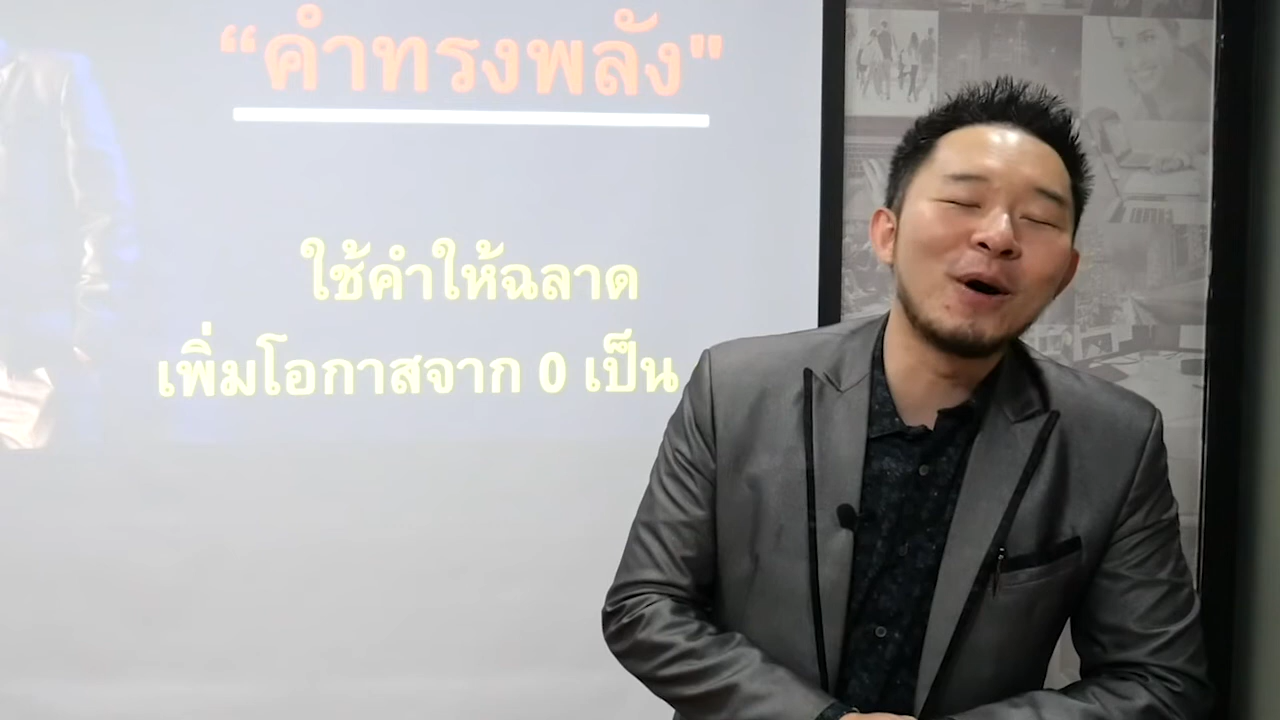 “คำทรงพลัง"
ใช้คำให้ฉลาด
เพิ่มโอกาสจาก 0 เป็น